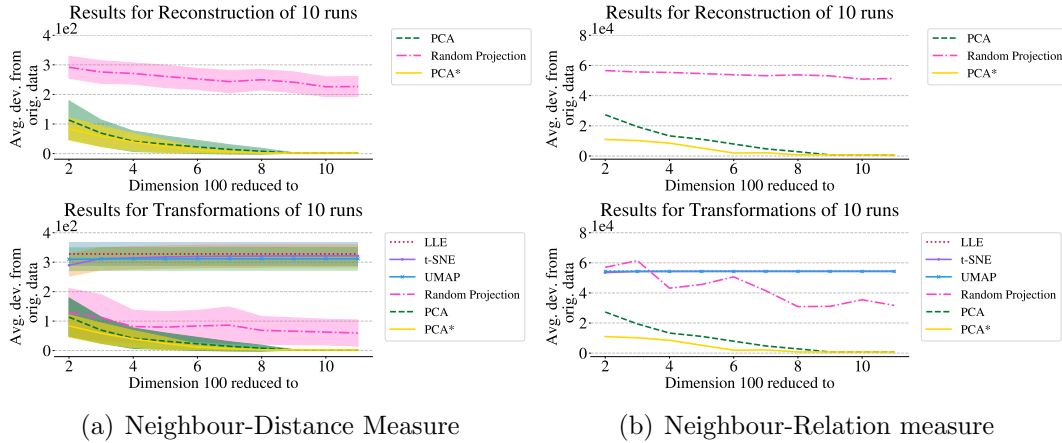 Results for Reconstruction of 10 runs
1e2
4
3
2
1
0
Avg. dev. from
orig. data
2 4 6 8 10
Dimension 100 reduced to
PCA
Random Projection
PCA*
Results for Transformations of 10 runs
1e2
4
3
2
1
0
Avg. dev. from
orig. data
2 4 6 8 10
Dimension 100 reduced to
LLE
t-SNE
UMAP
Random Projection
PCA
PCA*
(a) Neighbour-Distance Measure
Results for Reconstruction of 10 runs
1e4
8
6
4
2
0
Avg. dev. from
orig. data
2 4 6 8 10
Dimension 100 reduced to
PCA
Random Projection
PCA*
Results for Transformations of 10 runs
1e4
8
6
4
2
0
Avg. dev. from
orig. data
2 4 6 8 10
Dimension 100 reduced to
LLE
t-SNE
UMAP
Random Projection
PCA
PCA*
(b) Neighbour-Relation measure